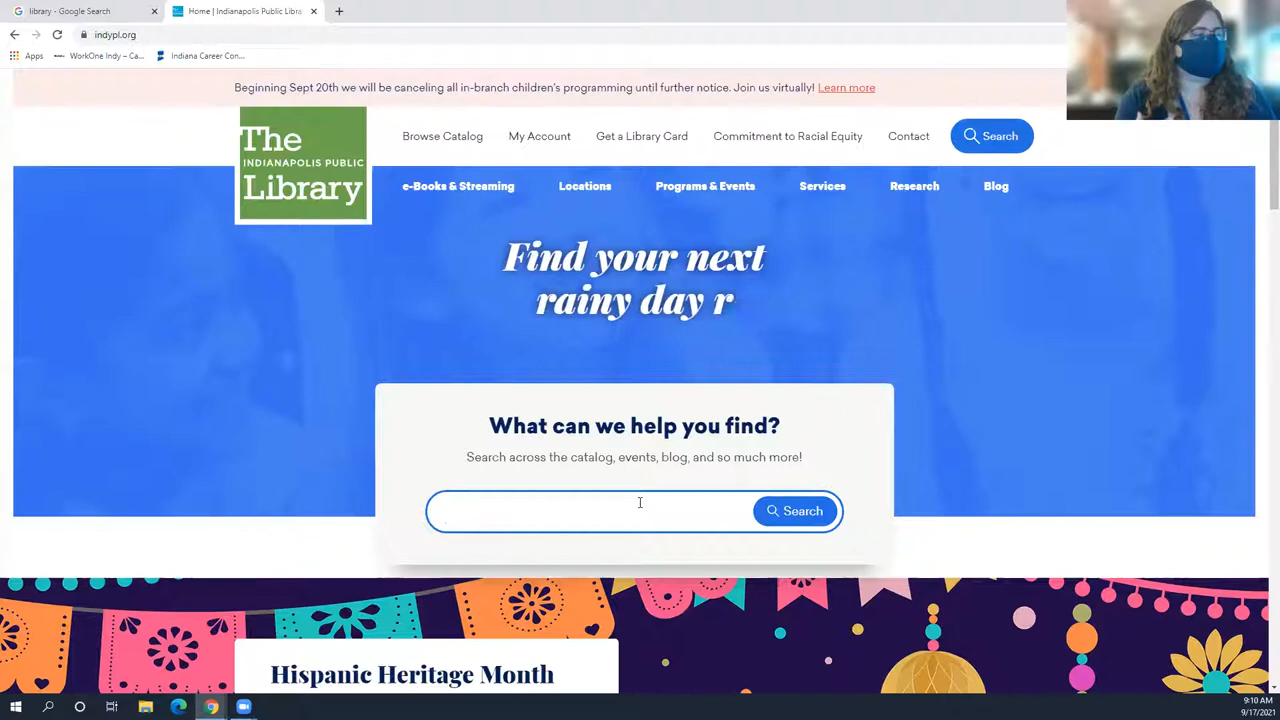 library - Google Search
Home | Indianapolis Public Libra
indypl.org
Apps
WorkOne Indy – Ca...
Indiana Career Con...
Beginning Sept 20th we will be canceling all in-branch children's programming until further notice. Join us virtually! Learn more
The
INDIANAPOLIS PUBLIC
Library
Browse Catalog
My Account
Get a Library Card
Commitment to Racial Equity
Contact
Search
e-Books & Streaming
Locations
Programs & Events
Services
Research
Blog
Find your next
rainy day r
What can we help you find?
Search across the catalog, events, blog, and so much more!
Search
Hispanic Heritage Month
9:10 AM
9/17/2021